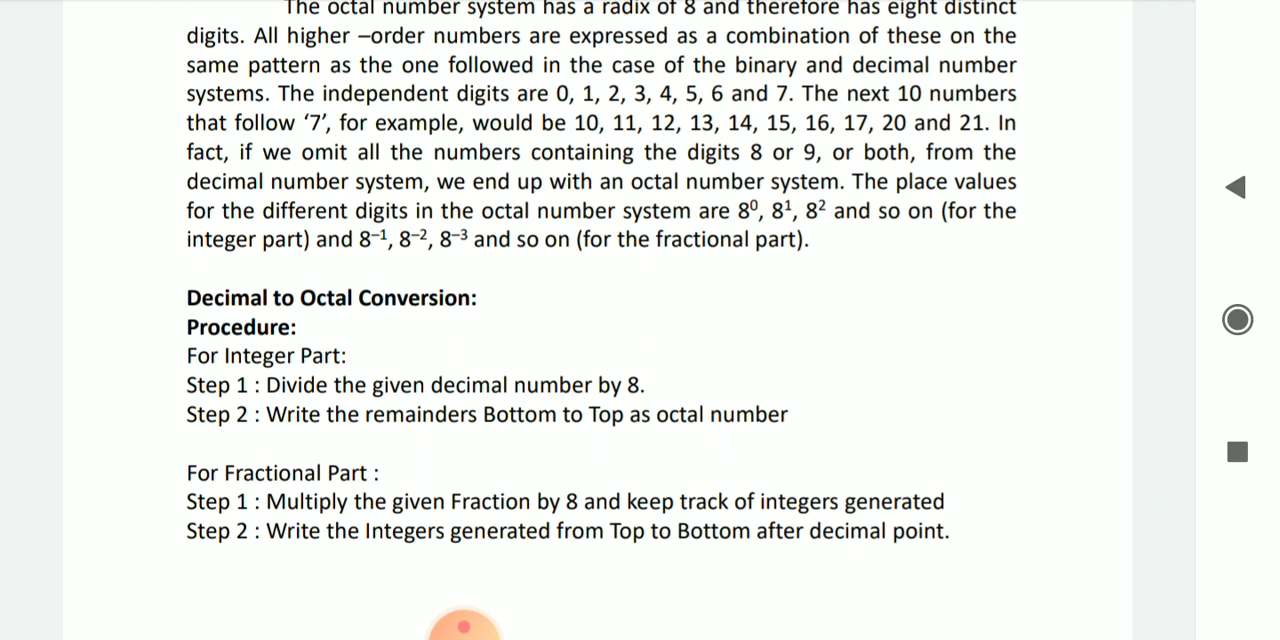 The octal number system has a radix of 8 and therefore has eight distinct
digits. All higher –order numbers are expressed as a combination of these on the
same pattern as the one followed in the case of the binary and decimal number
systems. The independent digits are 0, 1, 2, 3, 4, 5, 6 and 7. The next 10 numbers
that follow ‘7’, for example, would be 10, 11, 12, 13, 14, 15, 16, 17, 20 and 21. In
fact, if we omit all the numbers containing the digits 8 or 9, or both, from the
decimal number system, we end up with an octal number system. The place values
for the different digits in the octal number system are 8⁰, 8¹, 8² and so on (for the
integer part) and 8⁻¹, 8⁻², 8⁻³ and so on (for the fractional part).
Decimal to Octal Conversion:
Procedure:
For Integer Part:
Step 1 : Divide the given decimal number by 8.
Step 2 : Write the remainders Bottom to Top as octal number
For Fractional Part :
Step 1 : Multiply the given Fraction by 8 and keep track of integers generated
Step 2 : Write the Integers generated from Top to Bottom after decimal point.